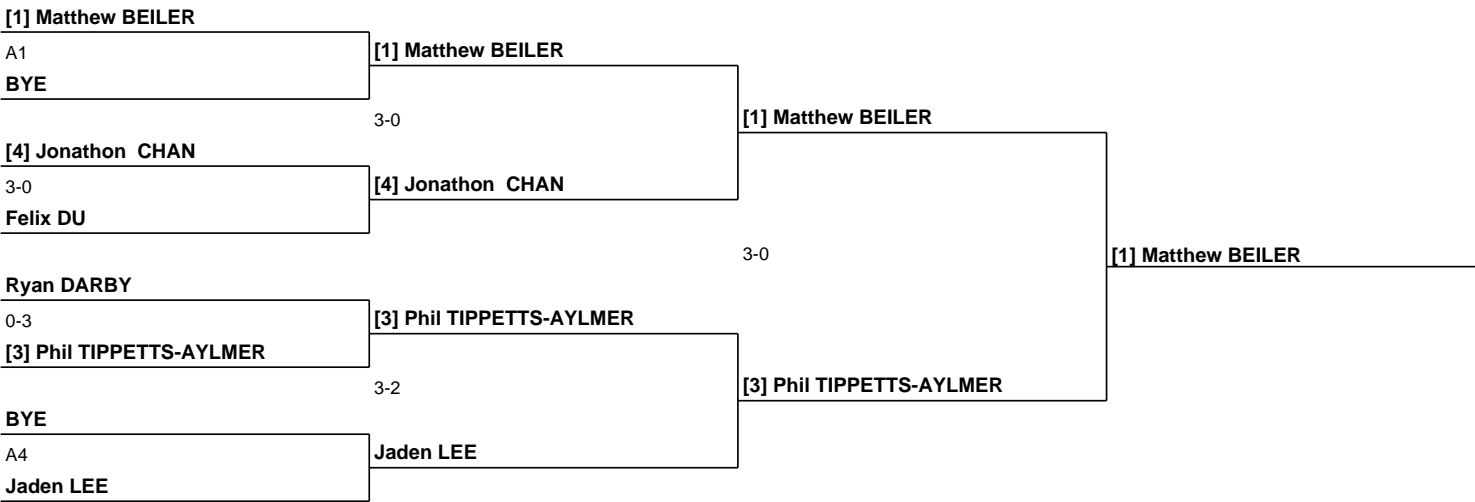 [1] Matthew BEILER
A1
BYE
[4] Jonathon  CHAN
3-0
Felix DU
Ryan DARBY
0-3
[3] Phil TIPPETTS-AYLMER
BYE
A4
Jaden LEE
[1] Matthew BEILER
3-0
[4] Jonathon  CHAN
[3] Phil TIPPETTS-AYLMER
3-2
Jaden LEE
[1] Matthew BEILER
3-0
[3] Phil TIPPETTS-AYLMER
[1] Matthew BEILER